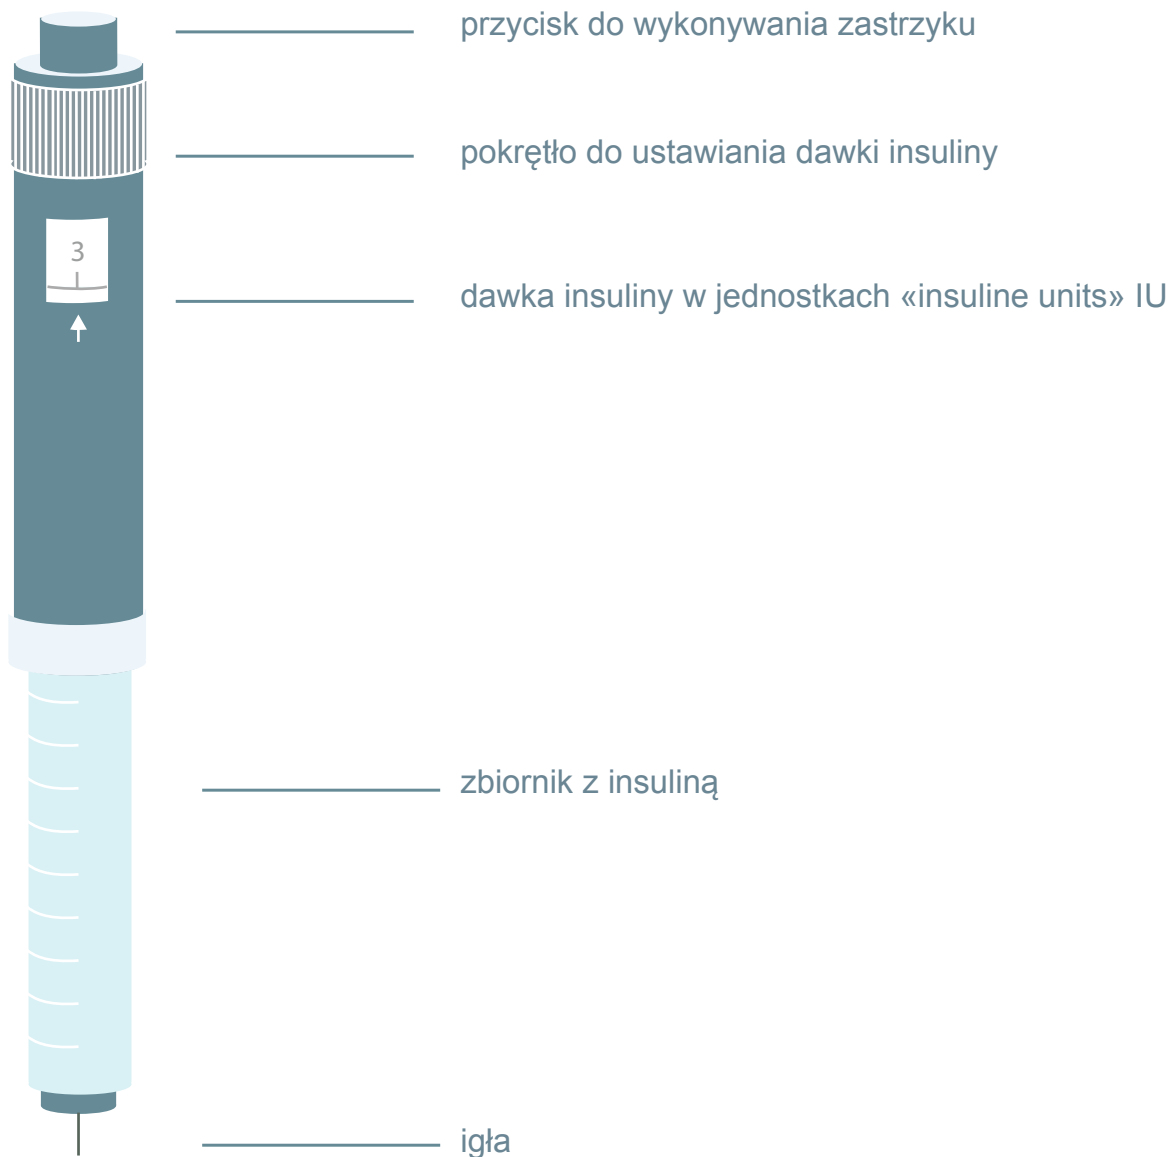 przycisk do wykonywania zastrzyku
pokrętło do ustawiania dawki insuliny
3
dawka insuliny w jednostkach «insuline units» IU
zbiornik z insuliną
igła